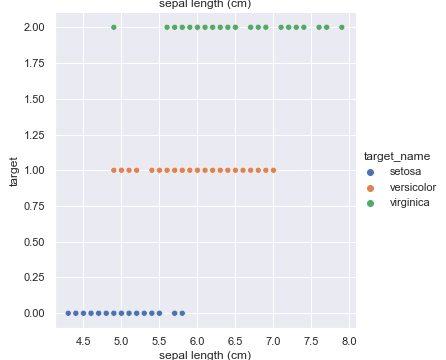 sepal length (cm)
2.00
1.75
1.50
1.25
1.00
0.75
0.50
0.25
0.00
target
4.5 5.0 5.5 6.0 6.5 7.0 7.5 8.0
sepal length (cm)
target_name
setosa
versicolor
virginica